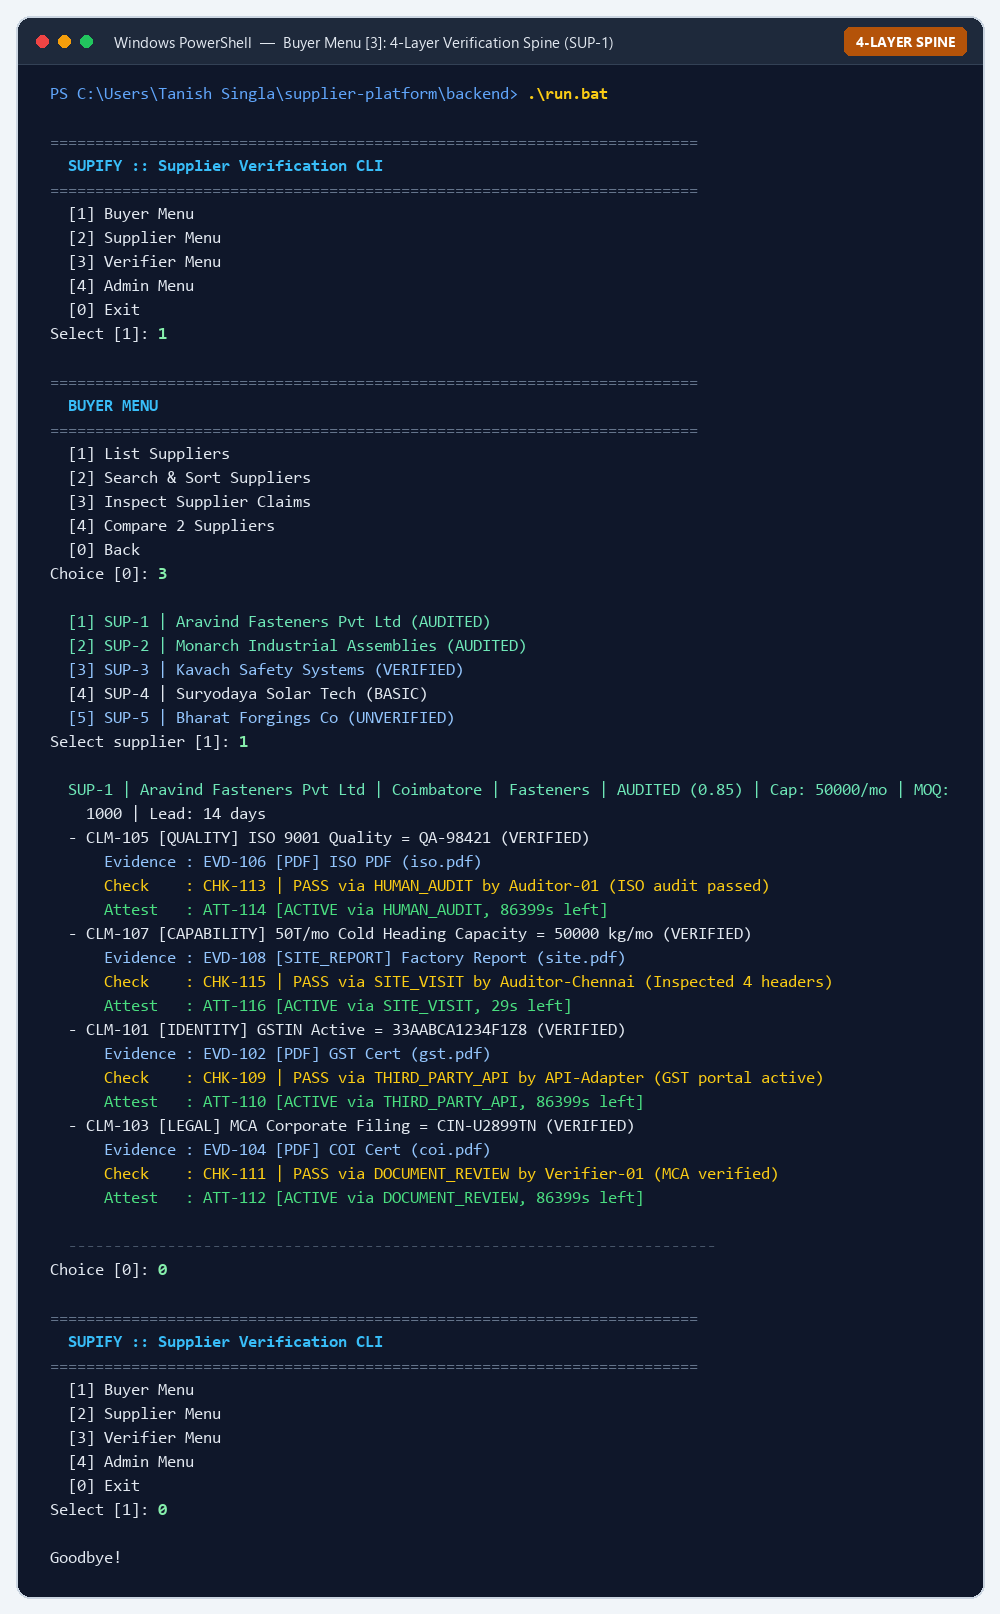 Windows PowerShell — Buyer Menu [3]: 4-Layer Verification Spine (SUP-1)
4-LAYER SPINE
PS C:\Users\Tanish Singla\supplier-platform\backend> .\run.bat
========================================================================
SUPIFY :: Supplier Verification CLI
========================================================================
[1] Buyer Menu
[2] Supplier Menu
[3] Verifier Menu
[4] Admin Menu
[0] Exit
Select [1]: 1
========================================================================
BUYER MENU
========================================================================
[1] List Suppliers
[2] Search & Sort Suppliers
[3] Inspect Supplier Claims
[4] Compare 2 Suppliers
[0] Back
Choice [0]: 3
[1] SUP-1 | Aravind Fasteners Pvt Ltd (AUDITED)
[2] SUP-2 | Monarch Industrial Assemblies (AUDITED)
[3] SUP-3 | Kavach Safety Systems (VERIFIED)
[4] SUP-4 | Suryodaya Solar Tech (BASIC)
[5] SUP-5 | Bharat Forgings Co (UNVERIFIED)
Select supplier [1]: 1
SUP-1 | Aravind Fasteners Pvt Ltd | Coimbatore | Fasteners | AUDITED (0.85) | Cap: 50000/mo | MOQ:
1000 | Lead: 14 days
- CLM-105 [QUALITY] ISO 9001 Quality = QA-98421 (VERIFIED)
Evidence : EVD-106 [PDF] ISO PDF (iso.pdf)
Check    : CHK-113 | PASS via HUMAN_AUDIT by Auditor-01 (ISO audit passed)
Attest   : ATT-114 [ACTIVE via HUMAN_AUDIT, 86399s left]
- CLM-107 [CAPABILITY] 50T/mo Cold Heading Capacity = 50000 kg/mo (VERIFIED)
Evidence : EVD-108 [SITE_REPORT] Factory Report (site.pdf)
Check    : CHK-115 | PASS via SITE_VISIT by Auditor-Chennai (Inspected 4 headers)
Attest   : ATT-116 [ACTIVE via SITE_VISIT, 29s left]
- CLM-101 [IDENTITY] GSTIN Active = 33AABCA1234F1Z8 (VERIFIED)
Evidence : EVD-102 [PDF] GST Cert (gst.pdf)
Check    : CHK-109 | PASS via THIRD_PARTY_API by API-Adapter (GST portal active)
Attest   : ATT-110 [ACTIVE via THIRD_PARTY_API, 86399s left]
- CLM-103 [LEGAL] MCA Corporate Filing = CIN-U2899TN (VERIFIED)
Evidence : EVD-104 [PDF] COI Cert (coi.pdf)
Check    : CHK-111 | PASS via DOCUMENT_REVIEW by Verifier-01 (MCA verified)
Attest   : ATT-112 [ACTIVE via DOCUMENT_REVIEW, 86399s left]
------------------------------------------------------------------------
Choice [0]: 0
========================================================================
SUPIFY :: Supplier Verification CLI
========================================================================
[1] Buyer Menu
[2] Supplier Menu
[3] Verifier Menu
[4] Admin Menu
[0] Exit
Select [1]: 0
Goodbye!